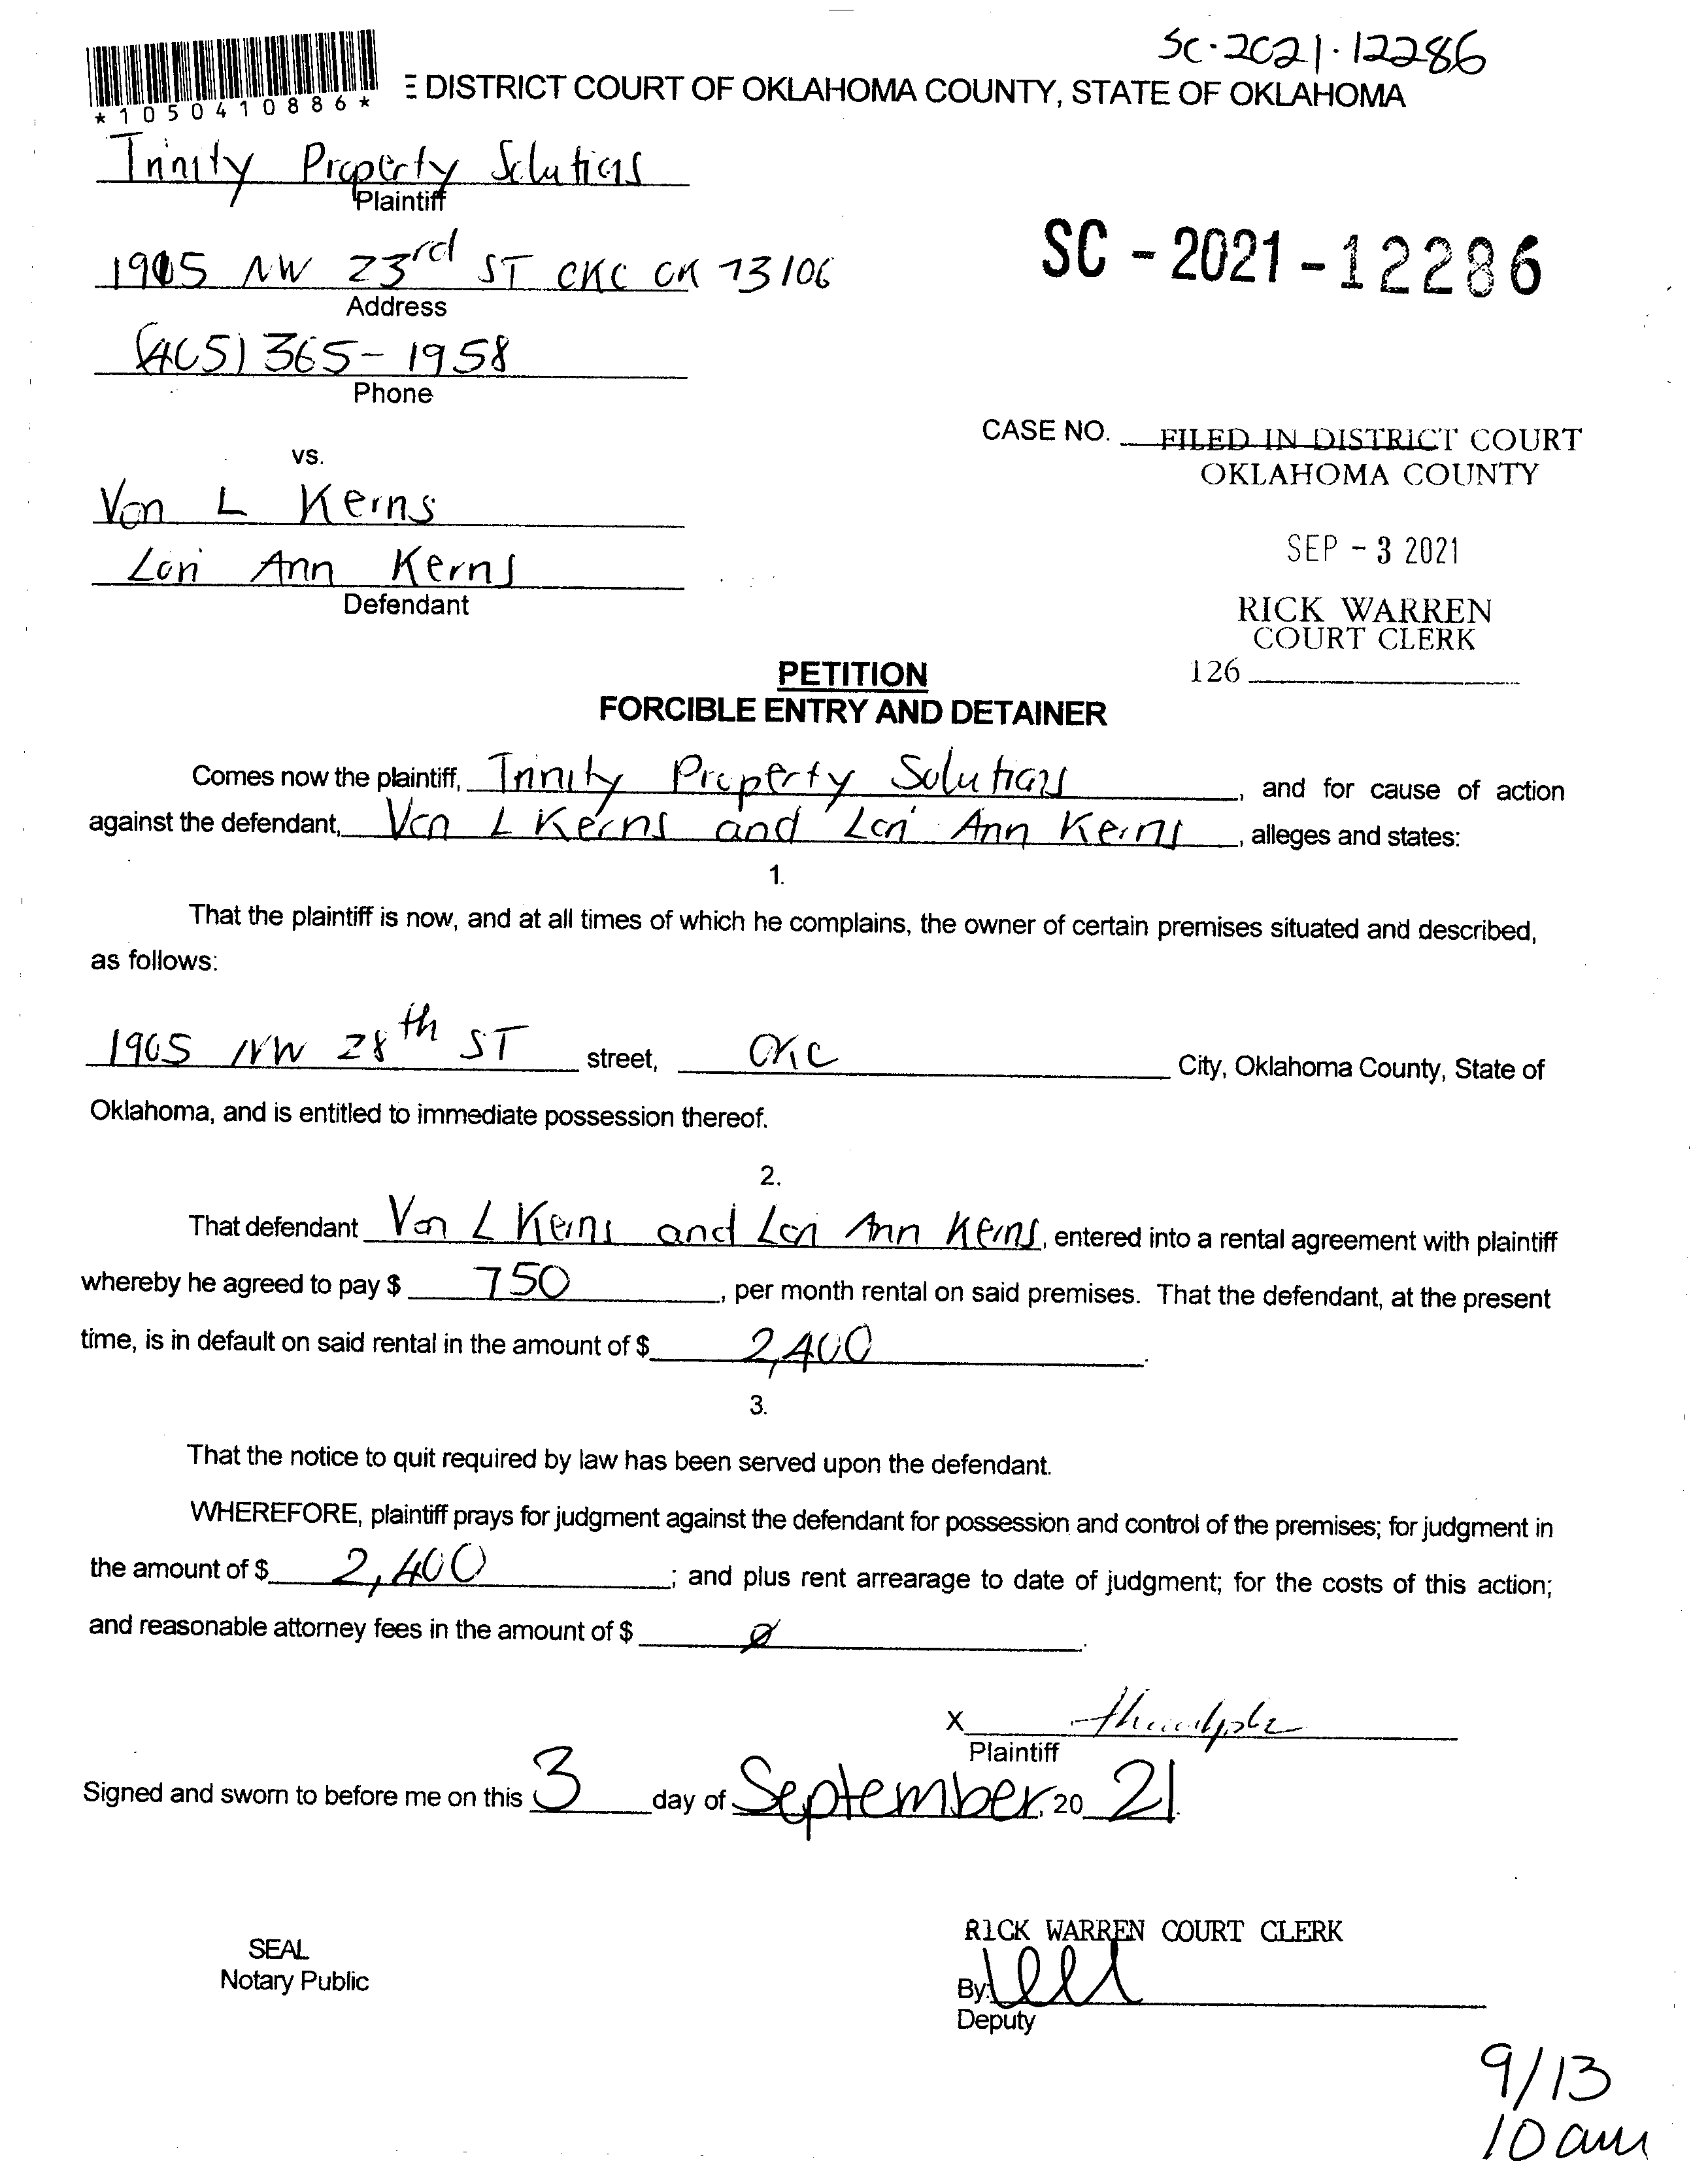 SC-2021-12286
*1050410886*
E DISTRICT COURT OF OKLAHOMA COUNTY, STATE OF OKLAHOMA
Trinity Property Solutions
Plaintiff
1905 NW 23rd ST OKC OK 73106
Address
SC - 2021 - 12286
(405) 365-1958
Phone
CASE NO. FILED IN DISTRICT COURT
OKLAHOMA COUNTY
vs.
Von L Kerns
SEP - 3 2021
Lori Ann Kerns
Defendant
RICK WARREN
COURT CLERK
126
PETITION
FORCIBLE ENTRY AND DETAINER
Comes now the plaintiff, Trinity Property Solutions, and for cause of action
against the defendant, Von L Kerns and Lori Ann Kerns, alleges and states:
1.
That the plaintiff is now, and at all times of which he complains, the owner of certain premises situated and described,
as follows:
1905 NW 28th ST street, OKC City, Oklahoma County, State of
Oklahoma, and is entitled to immediate possession thereof.
2.
That defendant Von L Kerns and Lori Ann Kerns, entered into a rental agreement with plaintiff
whereby he agreed to pay $ 750, per month rental on said premises. That the defendant, at the present
time, is in default on said rental in the amount of $ 2,400.
3.
That the notice to quit required by law has been served upon the defendant.
WHEREFORE, plaintiff prays for judgment against the defendant for possession and control of the premises; for judgment in
the amount of $ 2,400; and plus rent arrearage to date of judgment; for the costs of this action;
and reasonable attorney fees in the amount of $ Ø.
X
Plaintiff
Signed and sworn to before me on this 3 day of September, 20 21.
RICK WARREN COURT CLERK
SEAL
Notary Public
By:
Deputy
9/13
10 am